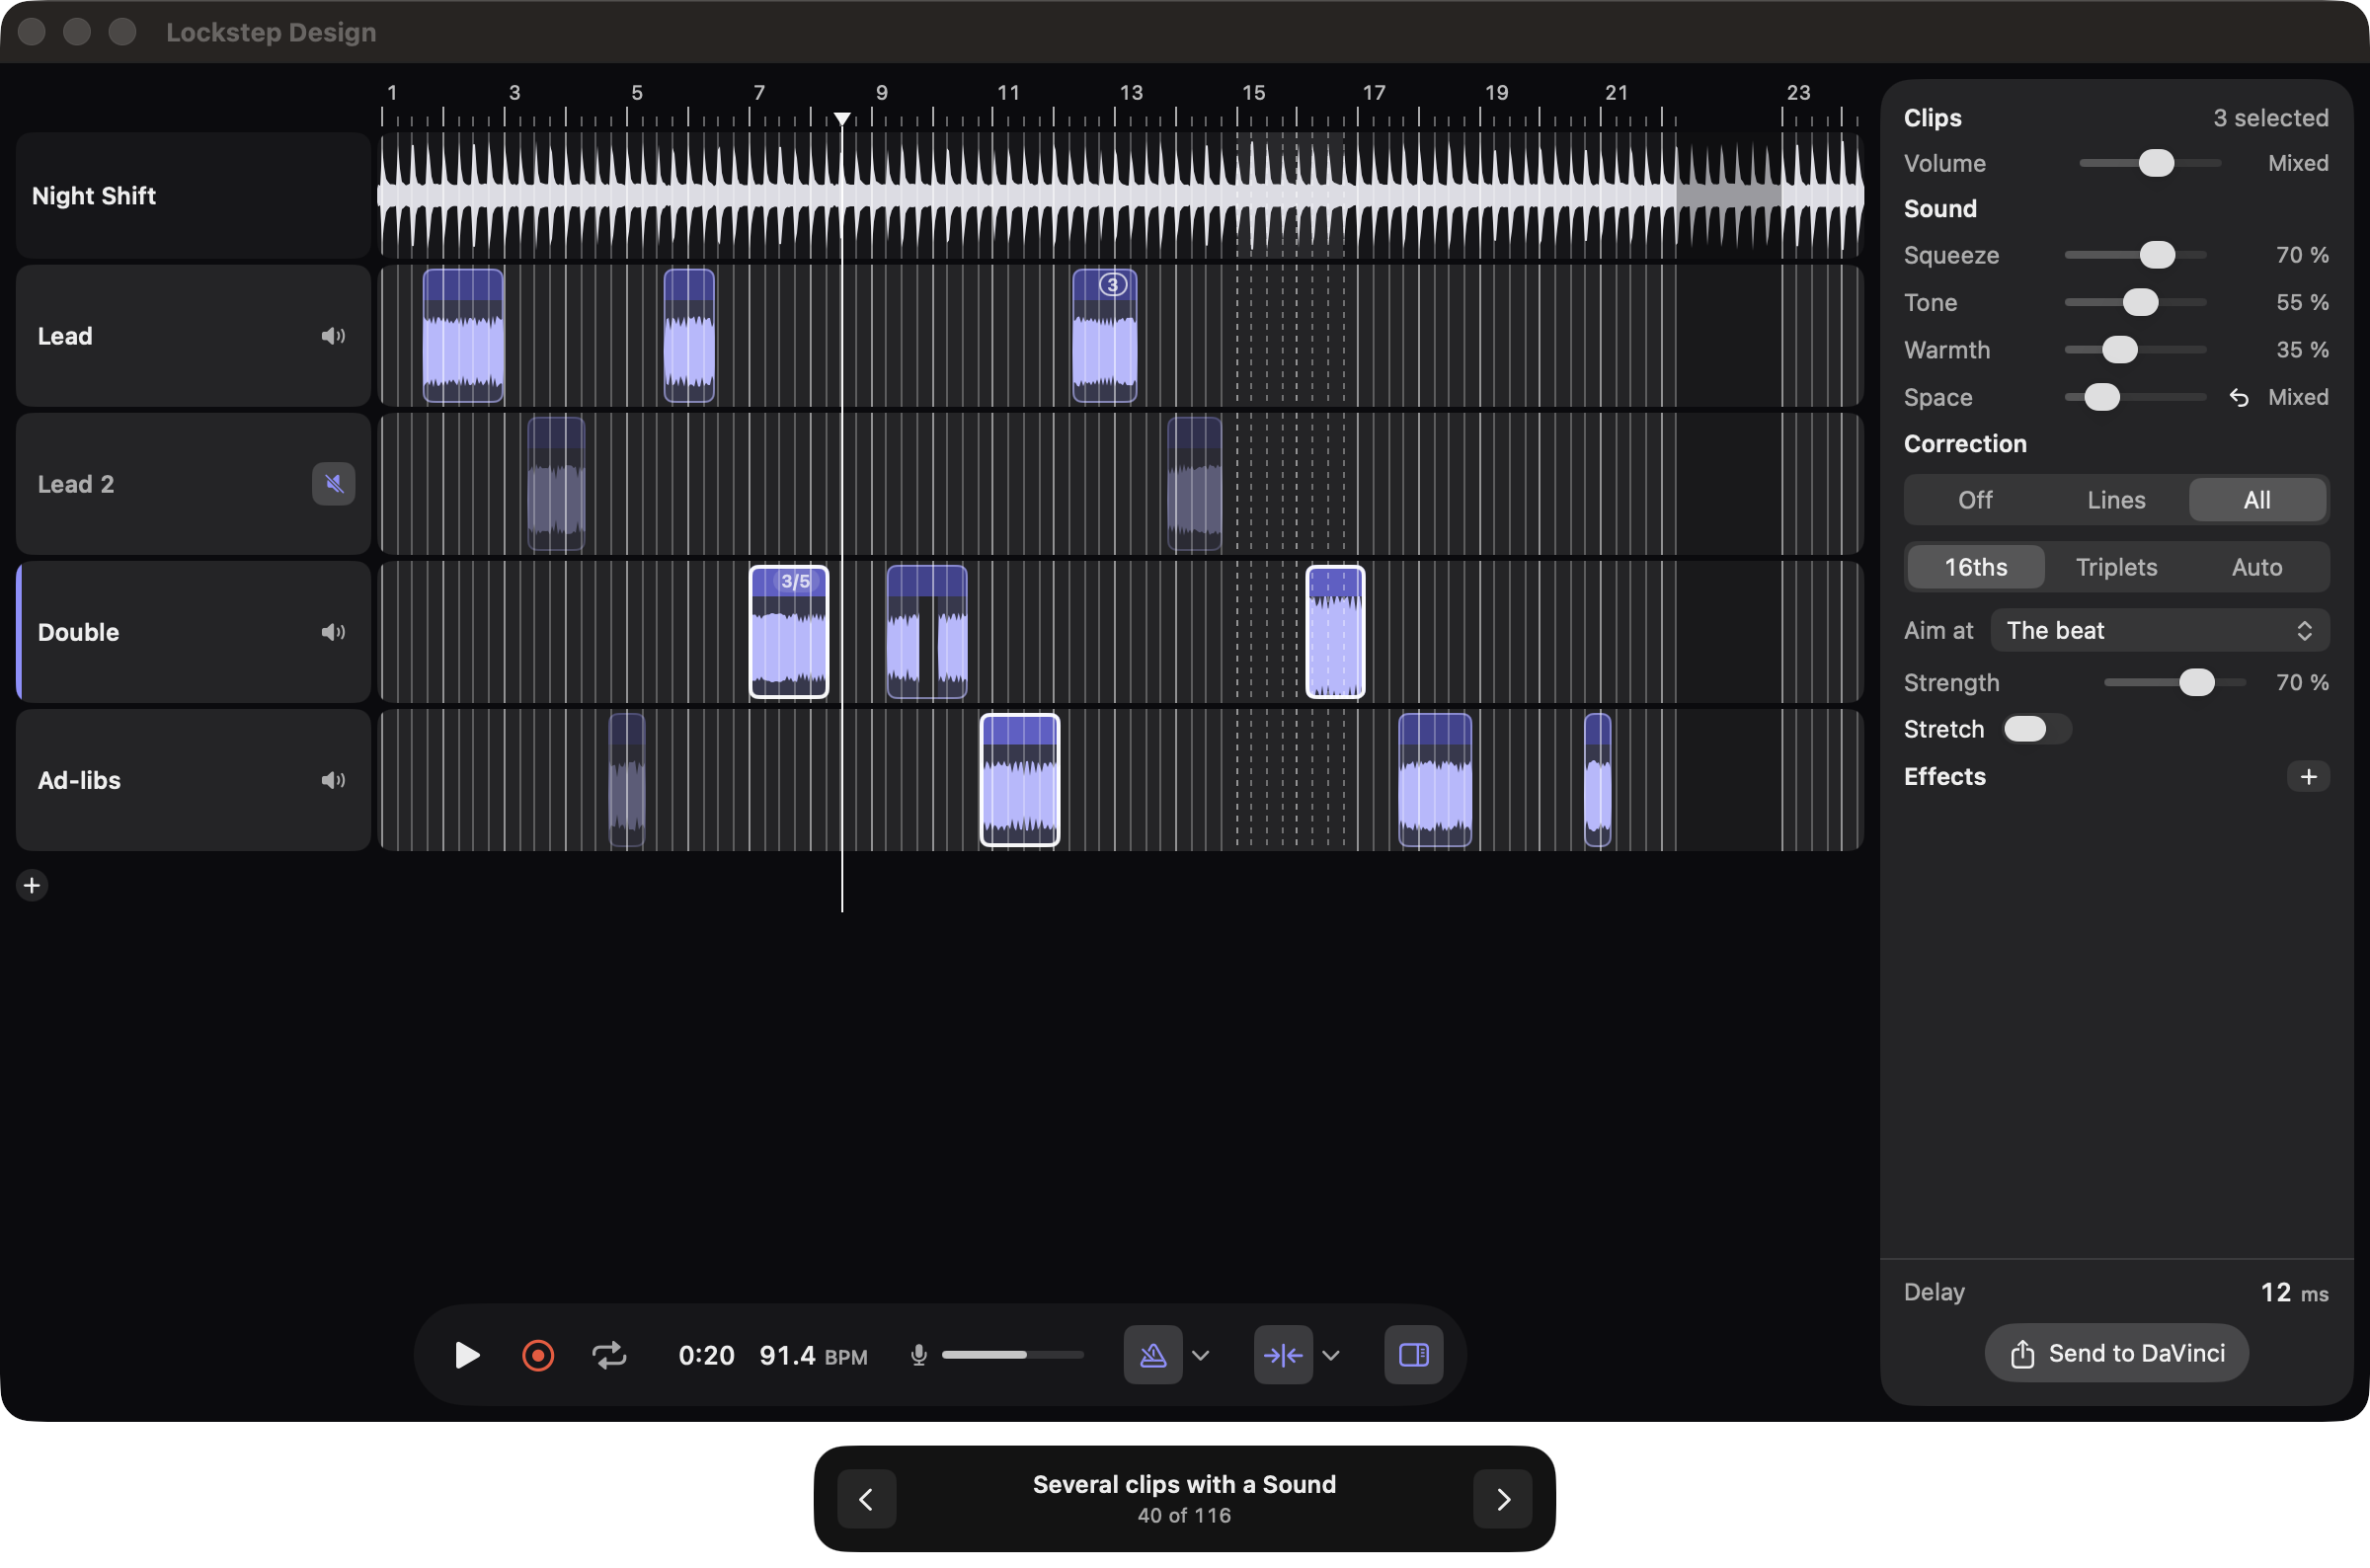 Lockstep Design
1 3 5 7 9 11 13 15 17 19 21 23
Night Shift
Lead
3
Lead 2
Double
3/5
Ad-libs
Clips 3 selected
Volume Mixed
Sound
Squeeze 70 %
Tone 55 %
Warmth 35 %
Space Mixed
Correction
Off Lines All
16ths Triplets Auto
Aim at The beat
Strength 70 %
Stretch
Effects
Delay 12 ms
Send to DaVinci
0:20 91.4 BPM
Several clips with a Sound
40 of 116